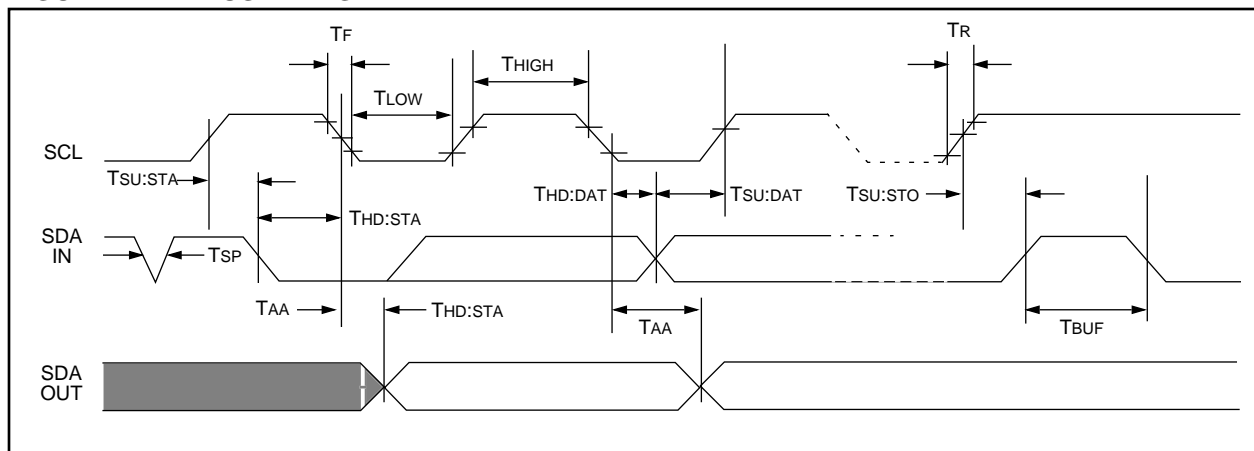 TF
TR
THIGH
TLOW
SCL
TSU:STA
THD:DAT
TSU:DAT
TSU:STO
THD:STA
SDA
IN
TSP
TAA
THD:STA
TAA
TBUF
SDA
OUT